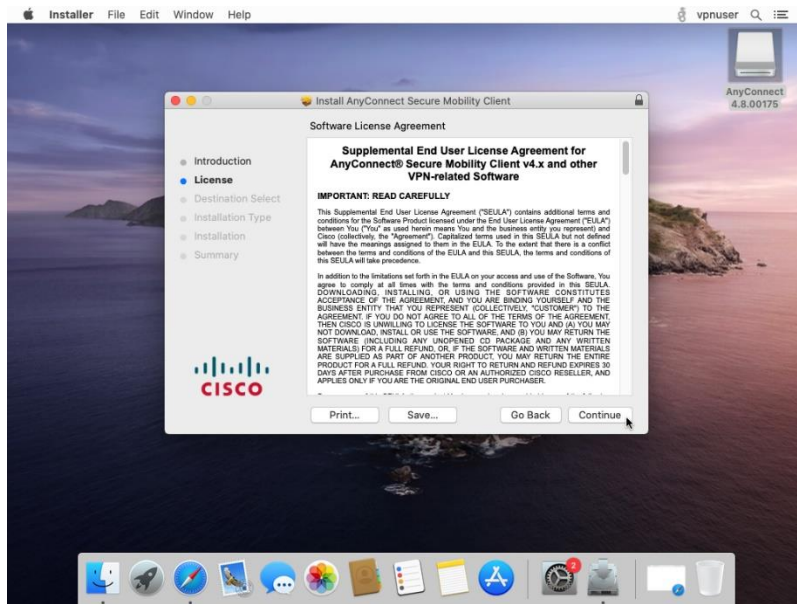 Installer File Edit Window Help
vpnuser
AnyConnect
4.8.00175
Install AnyConnect Secure Mobility Client
Software License Agreement
Introduction
License
Destination Select
Installation Type
Installation
Summary
Supplemental End User License Agreement for
AnyConnect® Secure Mobility Client v4.x and other
VPN-related Software
IMPORTANT: READ CAREFULLY
This Supplemental End User License Agreement ("SEULA") contains additional terms and
conditions for the Software Product licensed under the End User License Agreement ("EULA")
between You ("You" as used herein means You and the business entity you represent) and
Cisco (collectively, the "Agreement"). Capitalized terms used in this SEULA but not defined
will have the meanings assigned to them in the EULA. To the extent that there is a conflict
between the terms and conditions of the EULA and this SEULA, the terms and conditions of
this SEULA will take precedence.
In addition to the limitations set forth in the EULA on your access and use of the Software, You
agree to comply at all times with the terms and conditions provided in this SEULA.
DOWNLOADING, INSTALLING, OR USING THE SOFTWARE CONSTITUTES
ACCEPTANCE OF THE AGREEMENT, AND YOU ARE BINDING YOURSELF AND THE
BUSINESS ENTITY THAT YOU REPRESENT (COLLECTIVELY, "CUSTOMER") TO THE
AGREEMENT. IF YOU DO NOT AGREE TO ALL OF THE TERMS OF THE AGREEMENT,
THEN CISCO IS UNWILLING TO LICENSE THE SOFTWARE TO YOU AND (A) YOU MAY
NOT DOWNLOAD, INSTALL OR USE THE SOFTWARE, AND (B) YOU MAY RETURN THE
SOFTWARE (INCLUDING ANY UNOPENED CD PACKAGE AND ANY WRITTEN
MATERIALS) FOR A FULL REFUND, OR, IF THE SOFTWARE AND WRITTEN MATERIALS
ARE SUPPLIED AS PART OF ANOTHER PRODUCT, YOU MAY RETURN THE ENTIRE
PRODUCT FOR A FULL REFUND. YOUR RIGHT TO RETURN AND REFUND EXPIRES 30
DAYS AFTER PURCHASE FROM CISCO OR AN AUTHORIZED CISCO RESELLER, AND
APPLIES ONLY IF YOU ARE THE ORIGINAL END USER PURCHASER.
CISCO
Print... Save... Go Back Continue
2